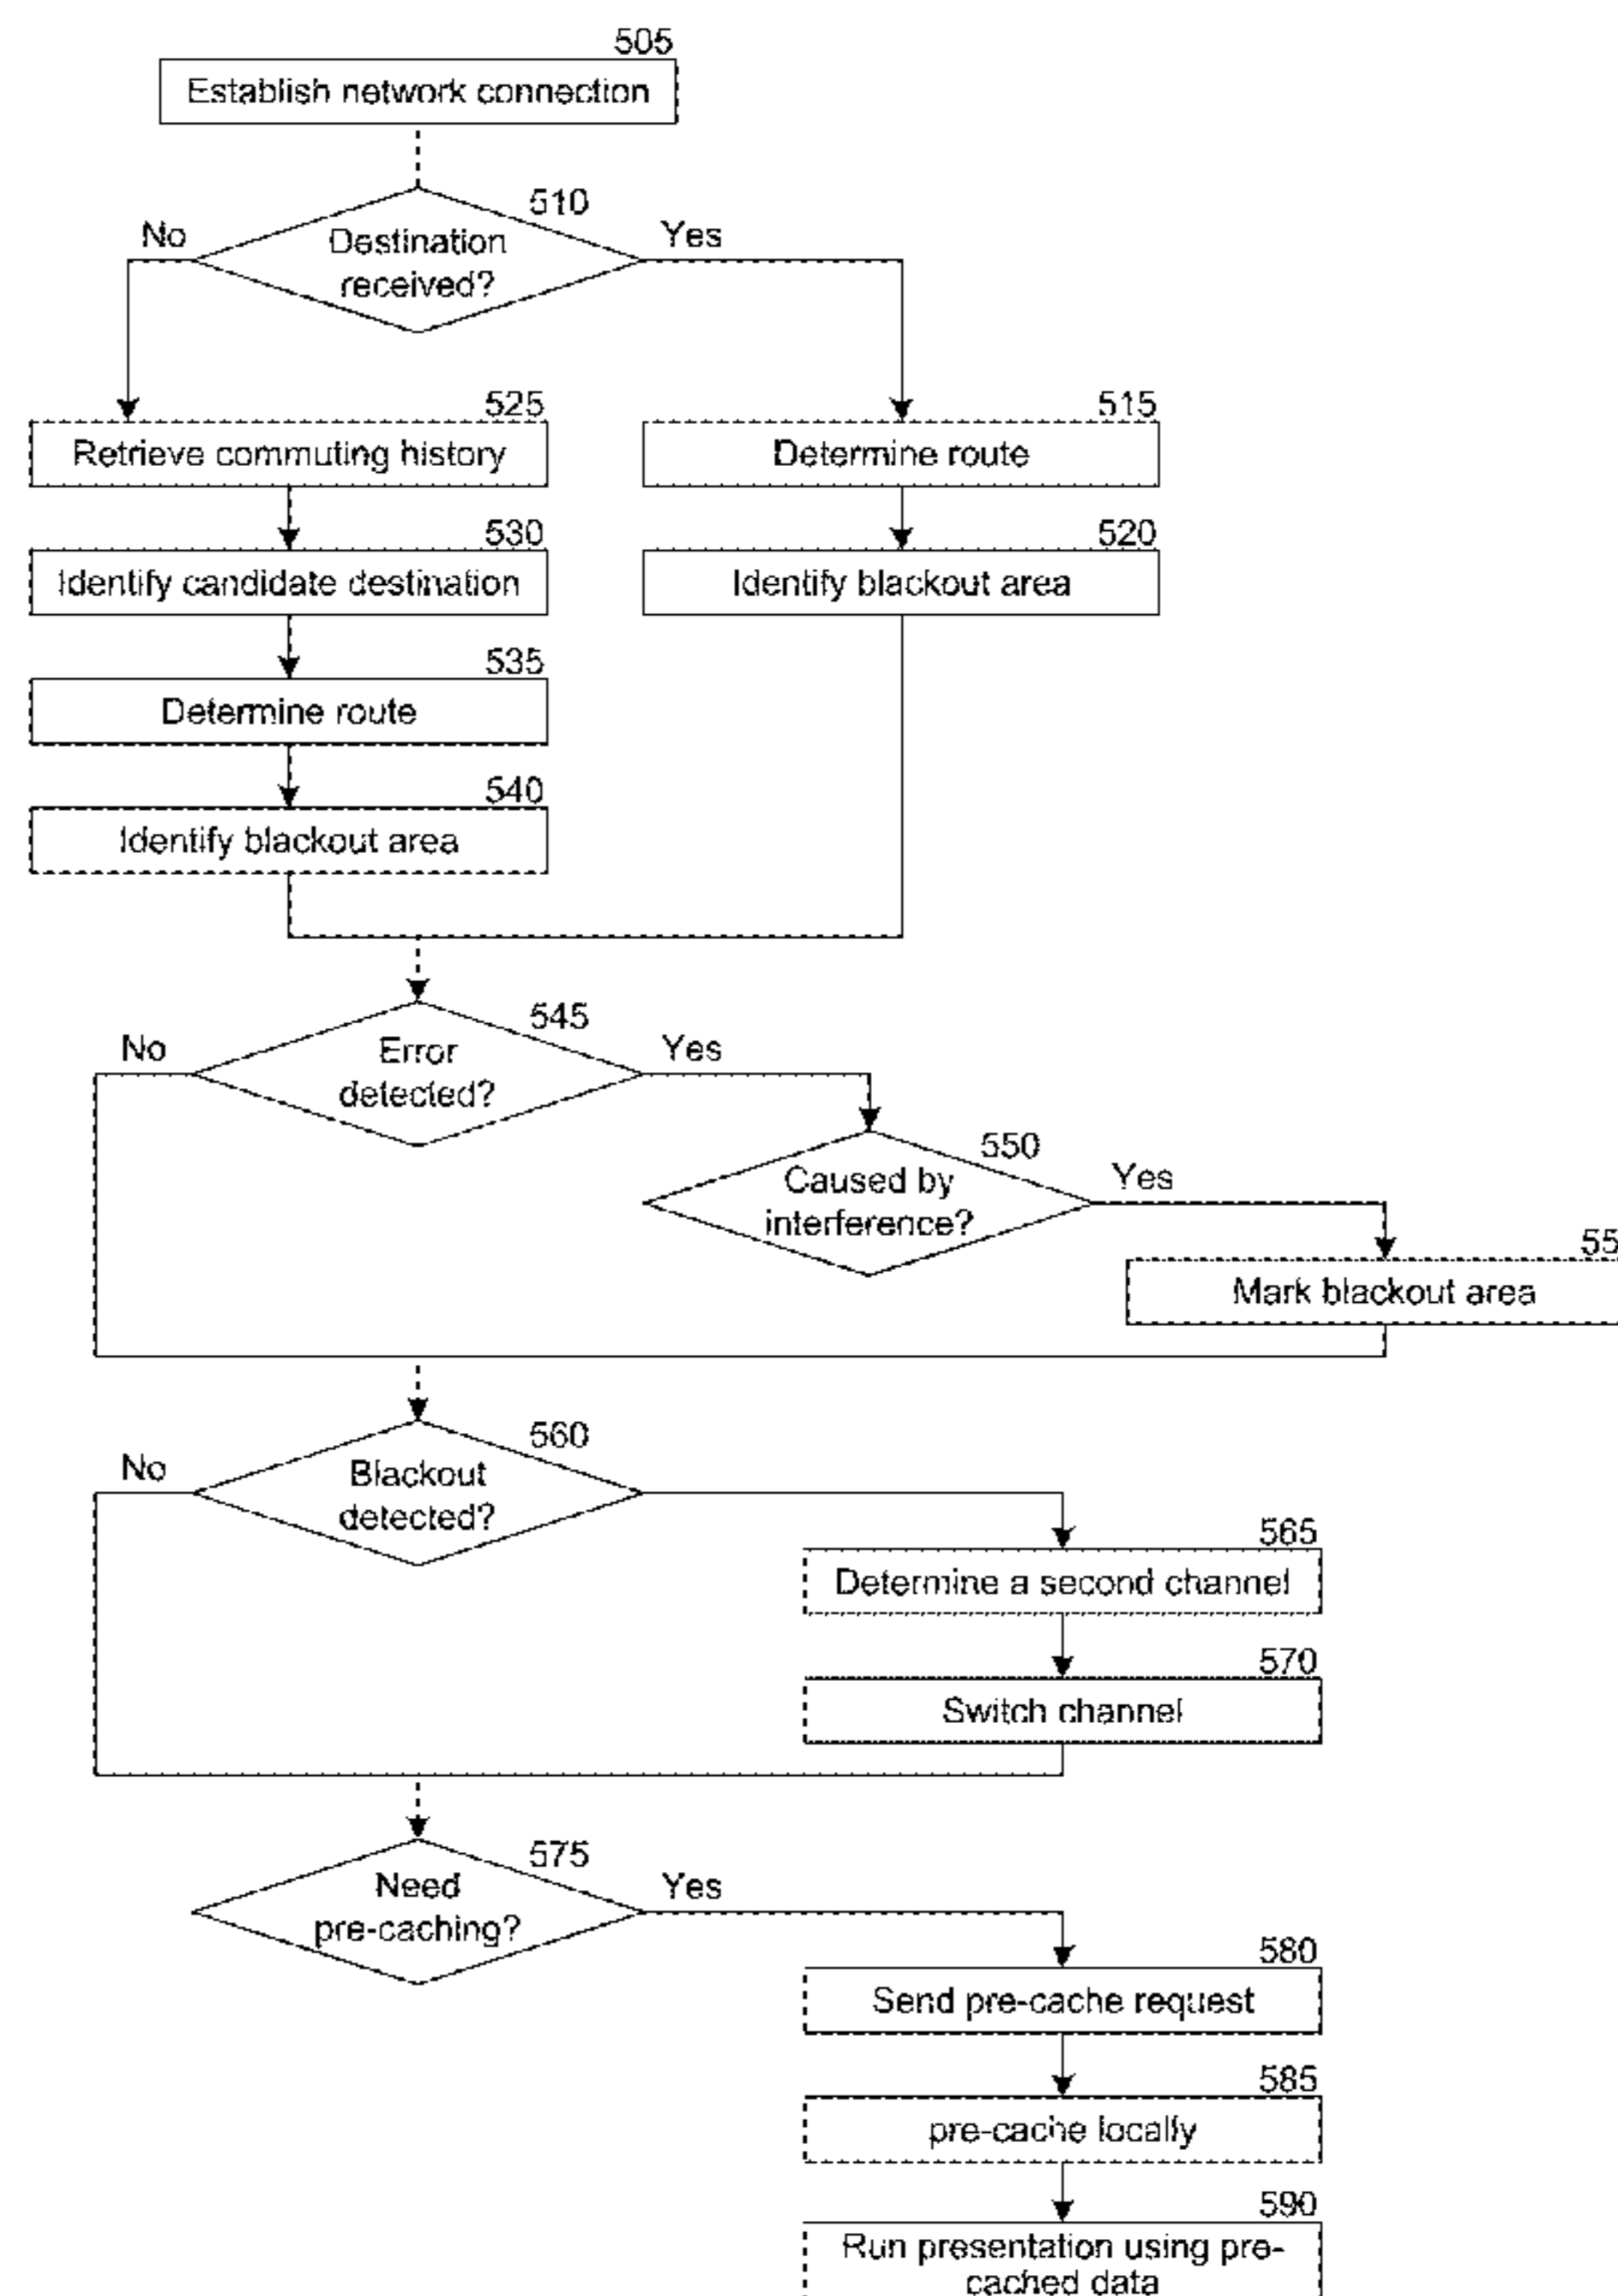 505
Establish network connection
510
No
Destination
received?
Yes
525
Retrieve commuting history
515
Determine route
530
Identify candidate destination
520
Identify blackout area
535
Determine route
540
Identify blackout area
545
No
Error
detected?
Yes
550
Caused by
interference?
Yes
55
Mark blackout area
560
No
Blackout
detected?
565
Determine a second channel
570
Switch channel
575
Need
pre-caching?
Yes
580
Send pre-cache request
585
pre-cache locally
590
Run presentation using pre-
cached data